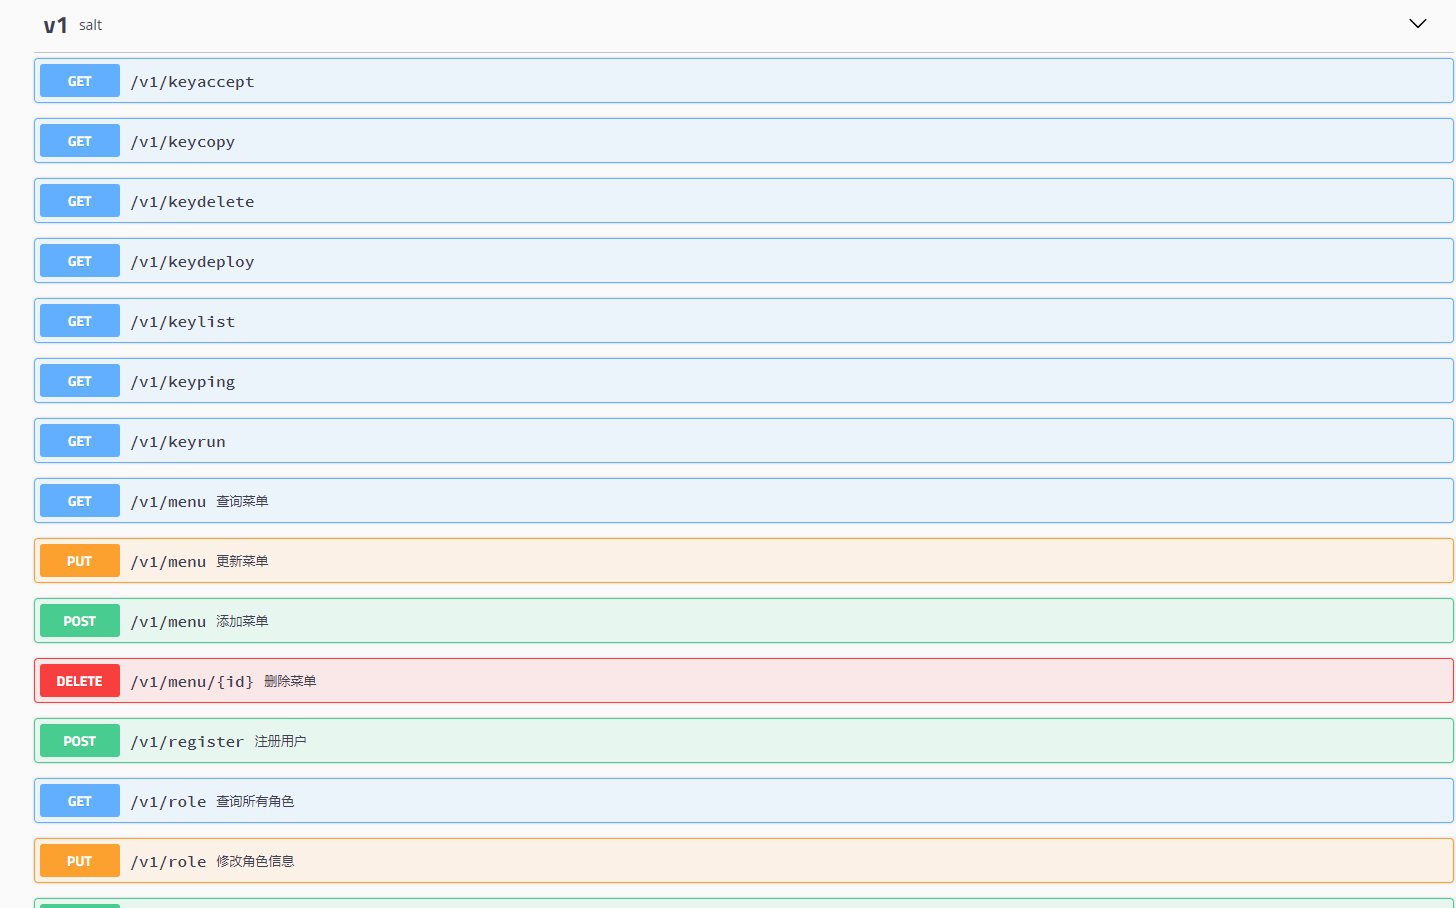 v1 salt
GET /v1/keyaccept
GET /v1/keycopy
GET /v1/keydelete
GET /v1/keydeploy
GET /v1/keylist
GET /v1/keyping
GET /v1/keyrun
GET /v1/menu 查询菜单
PUT /v1/menu 更新菜单
POST /v1/menu 添加菜单
DELETE /v1/menu/{id} 删除菜单
POST /v1/register 注册用户
GET /v1/role 查询所有角色
PUT /v1/role 修改角色信息